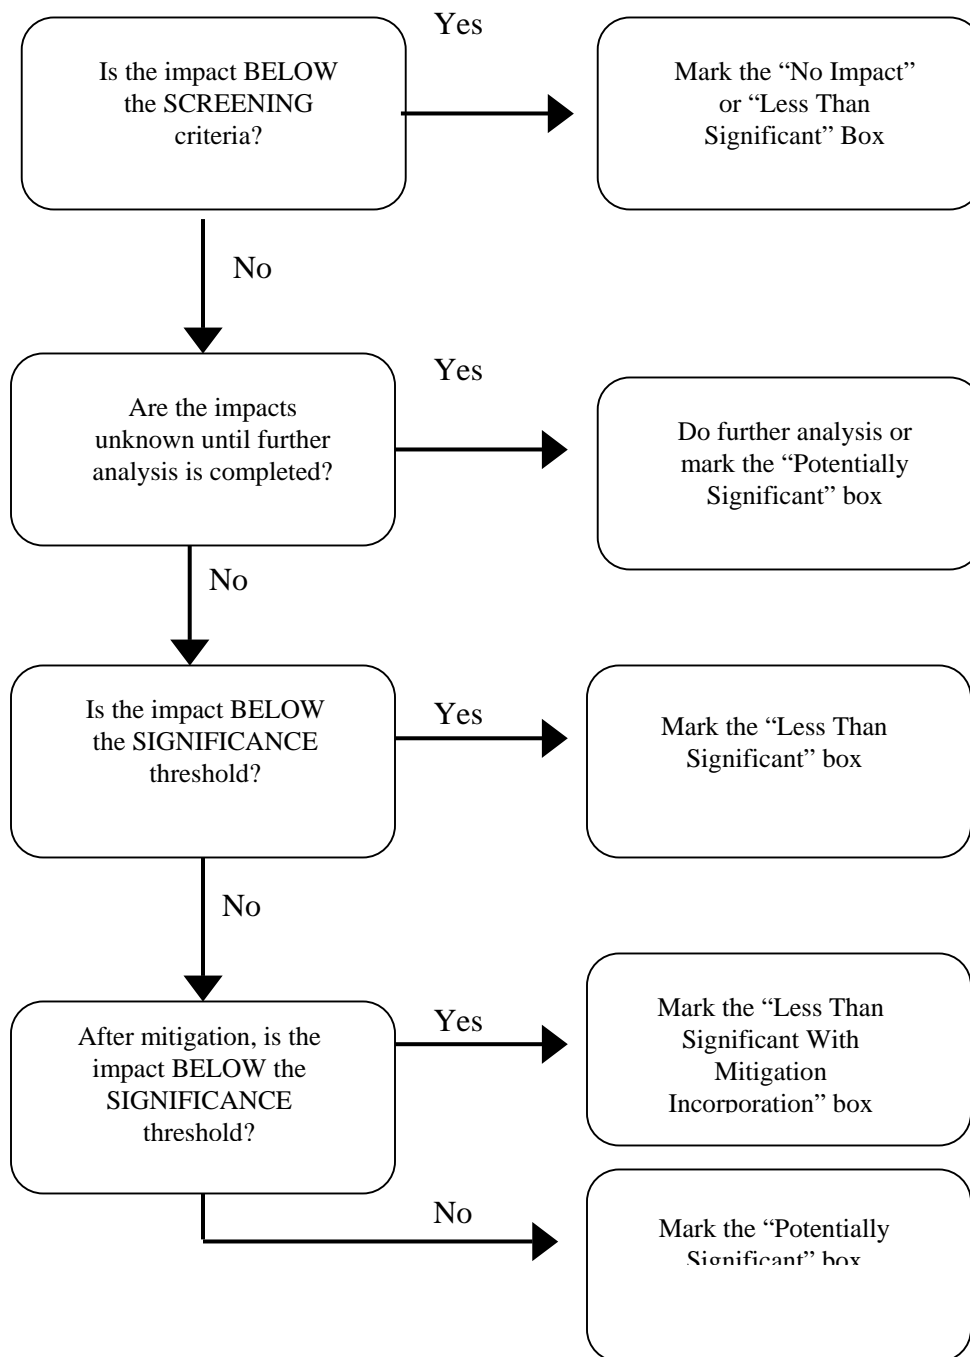 Yes
Is the impact BELOW
the SCREENING
criteria?
Mark the “No Impact”
or “Less Than
Significant” Box
No
Yes
Are the impacts
unknown until further
analysis is completed?
Do further analysis or
mark the “Potentially
Significant” box
No
Is the impact BELOW
the SIGNIFICANCE
threshold?
Yes
Mark the “Less Than
Significant” box
No
After mitigation, is the
impact BELOW the
SIGNIFICANCE
threshold?
Yes
Mark the “Less Than
Significant With
Mitigation
Incorporation” box
No
Mark the “Potentially
Significant” box